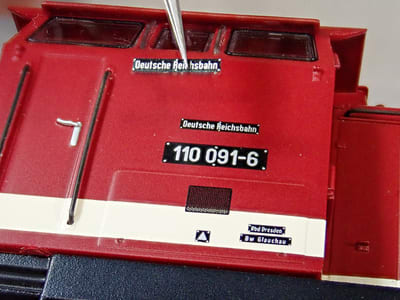 Deutsche Reichsbahn
Deutsche Reichsbahn
110 091-6
Rbd Dresden
Bw Glauchau